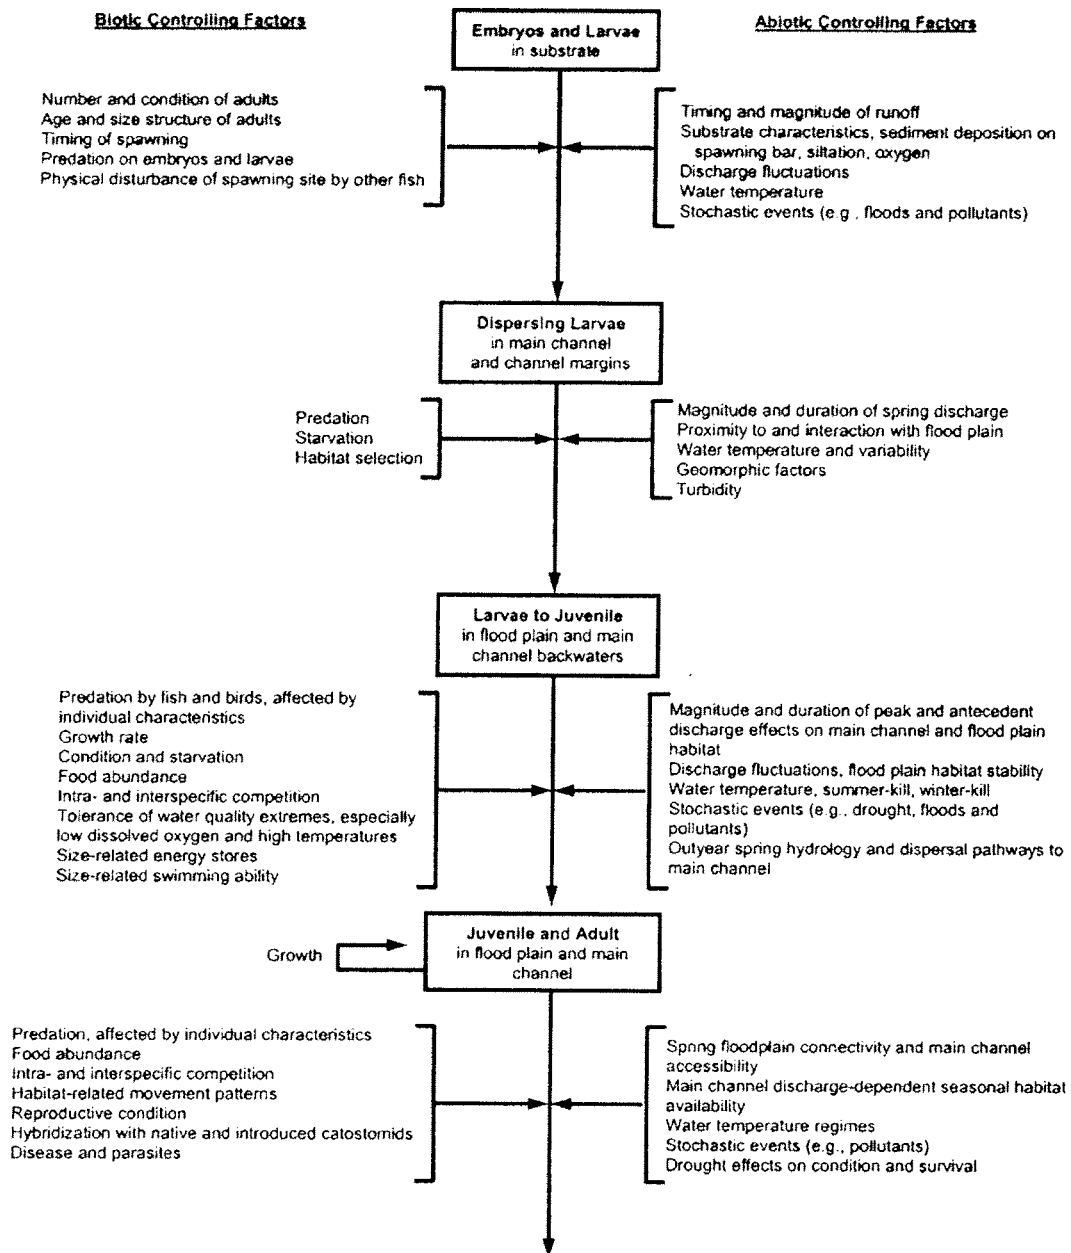 Biotic Controlling Factors
Abiotic Controlling Factors
Embryos and Larvae
in substrate
Number and condition of adults
Age and size structure of adults
Timing of spawning
Predation on embryos and larvae
Physical disturbance of spawning site by other fish
Timing and magnitude of runoff
Substrate characteristics, sediment deposition on
spawning bar, siltation, oxygen
Discharge fluctuations
Water temperature
Stochastic events (e.g., floods and pollutants)
Dispersing Larvae
in main channel
and channel margins
Predation
Starvation
Habitat selection
Magnitude and duration of spring discharge
Proximity to and interaction with flood plain
Water temperature and variability
Geomorphic factors
Turbidity
Larvae to Juvenile
in flood plain and main
channel backwaters
Predation by fish and birds, affected by
individual characteristics
Growth rate
Condition and starvation
Food abundance
Intra- and interspecific competition
Tolerance of water quality extremes, especially
low dissolved oxygen and high temperatures
Size-related energy stores
Size-related swimming ability
Magnitude and duration of peak and antecedent
discharge effects on main channel and flood plain
habitat
Discharge fluctuations, flood plain habitat stability
Water temperature, summer-kill, winter-kill
Stochastic events (e.g., drought, floods and
pollutants)
Outyear spring hydrology and dispersal pathways to
main channel
Juvenile and Adult
in flood plain and main
channel
Growth
Predation, affected by individual characteristics
Food abundance
Intra- and interspecific competition
Habitat-related movement patterns
Reproductive condition
Hybridization with native and introduced catostomids
Disease and parasites
Spring floodplain connectivity and main channel
accessibility
Main channel discharge-dependent seasonal habitat
availability
Water temperature regimes
Stochastic events (e.g., pollutants)
Drought effects on condition and survival